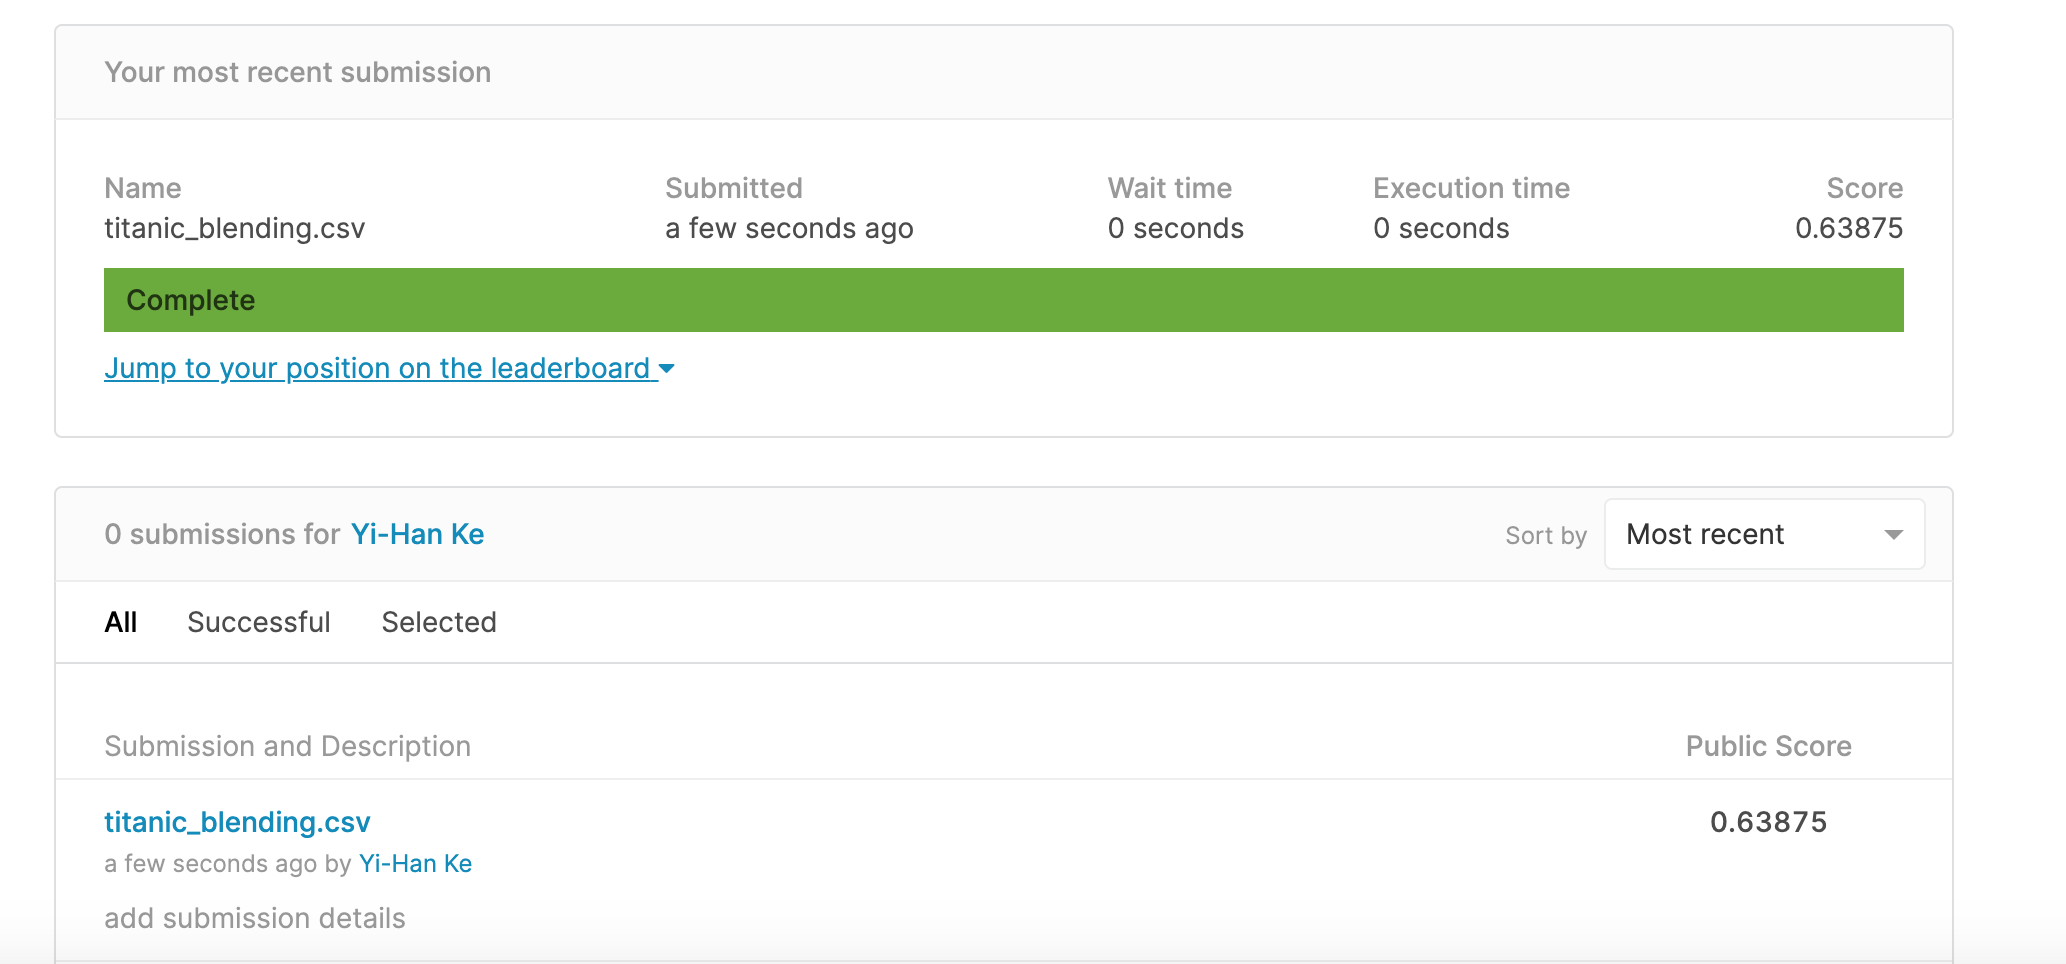 Your most recent submission
Name Submitted Wait time Execution time Score
titanic_blending.csv a few seconds ago 0 seconds 0 seconds 0.63875
Complete
Jump to your position on the leaderboard
0 submissions for Yi-Han Ke Sort by Most recent
All Successful Selected
Submission and Description Public Score
titanic_blending.csv 0.63875
a few seconds ago by Yi-Han Ke
add submission details